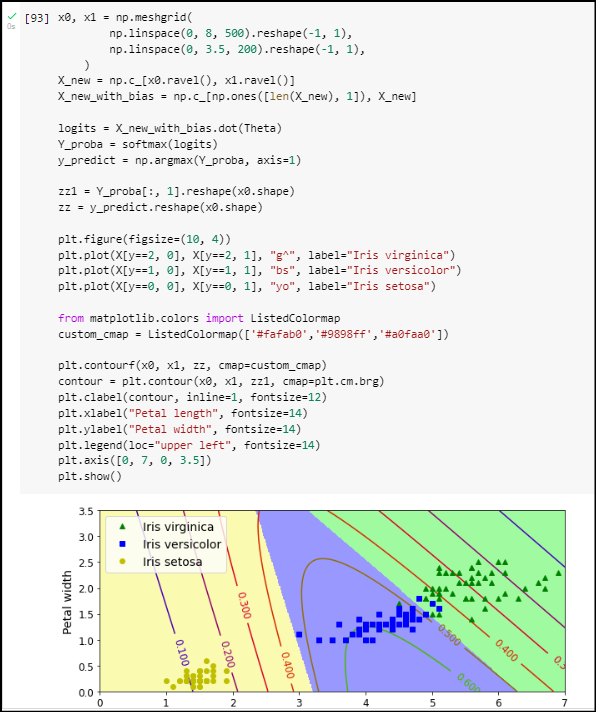 [93] x0, x1 = np.meshgrid(
0s
np.linspace(0, 8, 500).reshape(-1, 1),
np.linspace(0, 3.5, 200).reshape(-1, 1),
)
X_new = np.c_[x0.ravel(), x1.ravel()]
X_new_with_bias = np.c_[np.ones([len(X_new), 1]), X_new]
logits = X_new_with_bias.dot(Theta)
Y_proba = softmax(logits)
y_predict = np.argmax(Y_proba, axis=1)
zz1 = Y_proba[:, 1].reshape(x0.shape)
zz = y_predict.reshape(x0.shape)
plt.figure(figsize=(10, 4))
plt.plot(X[y==2, 0], X[y==2, 1], "g^", label="Iris virginica")
plt.plot(X[y==1, 0], X[y==1, 1], "bs", label="Iris versicolor")
plt.plot(X[y==0, 0], X[y==0, 1], "yo", label="Iris setosa")
from matplotlib.colors import ListedColormap
custom_cmap = ListedColormap(['#fafab0','#9898ff','#a0faa0'])
plt.contourf(x0, x1, zz, cmap=custom_cmap)
contour = plt.contour(x0, x1, zz1, cmap=plt.cm.brg)
plt.clabel(contour, inline=1, fontsize=12)
plt.xlabel("Petal length", fontsize=14)
plt.ylabel("Petal width", fontsize=14)
plt.legend(loc="upper left", fontsize=14)
plt.axis([0, 7, 0, 3.5])
plt.show()
3.5
Iris virginica
3.0
Iris versicolor
2.5
Iris setosa
2.0
Petal width
1.5
1.0
0.5
0.0
0.100
0.200
0.300
0.400
0.500
0.600
0.400
0.3
0
1
2
3
4
5
6
7